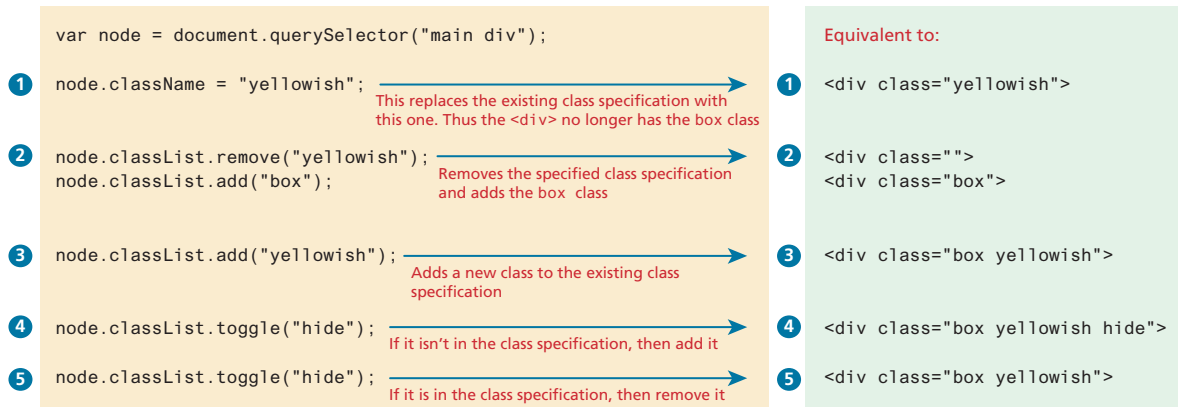 var node = document.querySelector("main div");
Equivalent to:
1 node.className = "yellowish";
1 <div class="yellowish">
This replaces the existing class specification with
this one. Thus the <div> no longer has the box class
2 node.classList.remove("yellowish");
node.classList.add("box");
Removes the specified class specification
and adds the box class
2 <div class="">
<div class="box">
3 node.classList.add("yellowish");
Adds a new class to the existing class
specification
3 <div class="box yellowish">
4 node.classList.toggle("hide");
If it isn't in the class specification, then add it
4 <div class="box yellowish hide">
5 node.classList.toggle("hide");
If it is in the class specification, then remove it
5 <div class="box yellowish">